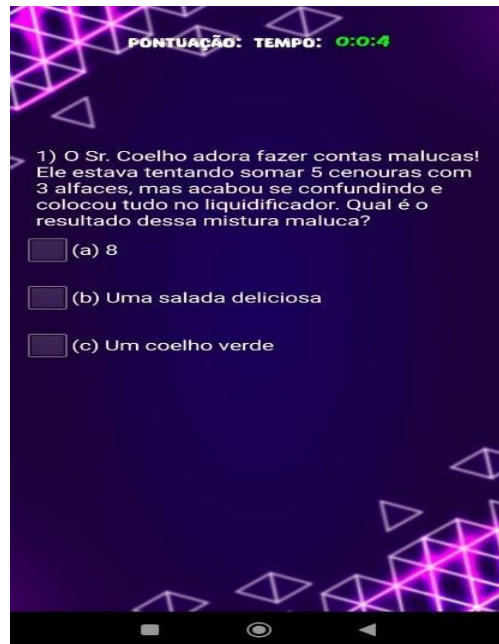 PONTUAÇÃO: TEMPO: 0:0:4
1) O Sr. Coelho adora fazer contas malucas!
Ele estava tentando somar 5 cenouras com
3 alfaces, mas acabou se confundindo e
colocou tudo no liquidificador. Qual é o
resultado dessa mistura maluca?
(a) 8
(b) Uma salada deliciosa
(c) Um coelho verde